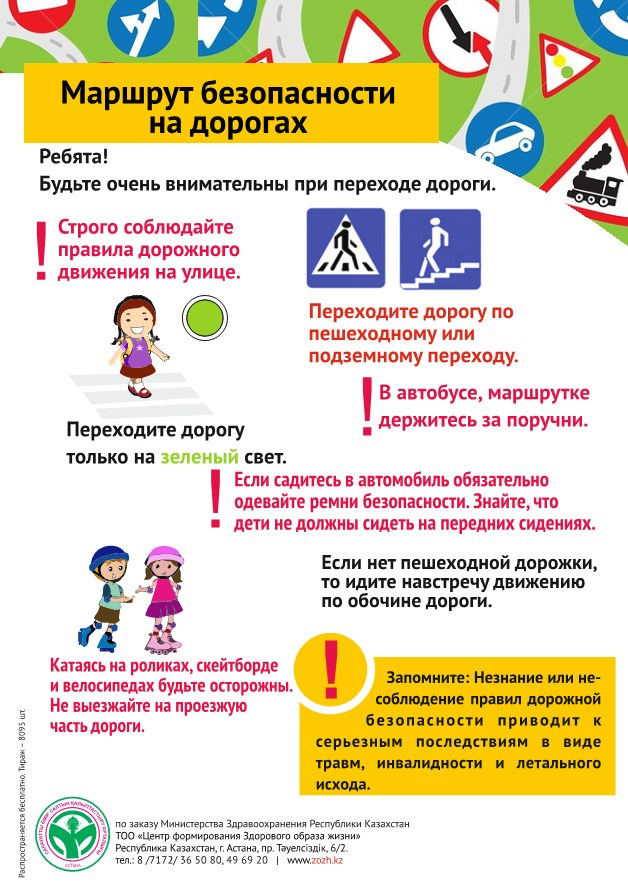 Маршрут безопасности
на дорогах
Ребята!
Будьте очень внимательны при переходе дороги.
! Строго соблюдайте
правила дорожного
движения на улице.
Переходите дорогу по
пешеходному или
подземному переходу.
! В автобусе, маршрутке
держитесь за поручни.
Переходите дорогу
только на зеленый свет.
! Если садитесь в автомобиль обязательно
одевайте ремни безопасности. Знайте, что
дети не должны сидеть на передних сидениях.
Если нет пешеходной дорожки,
то идите навстречу движению
по обочине дороги.
Катаясь на роликах, скейтборде
и велосипедах будьте осторожны.
Не выезжайте на проезжую
часть дороги.
!
Запомните: Незнание или не-
соблюдение правил дорожной
безопасности приводит к
серьезным последствиям в виде
травм, инвалидности и летального
исхода.
Распространяется бесплатно. Тираж – 8095 шт.
САЛАМАТТЫ ӨМІР САЛТЫН ҚАЛЫПТАСТЫРУ ОРТАЛЫҒЫ
АСТАНА
по заказу Министерства Здравоохранения Республики Казахстан
ТОО «Центр формирования Здорового образа жизни»
Республика Казахстан, г. Астана, пр. Тәуелсіздік, 6/2.
тел.: 8 /7172/ 36 50 80, 49 69 20 | www.zozh.kz